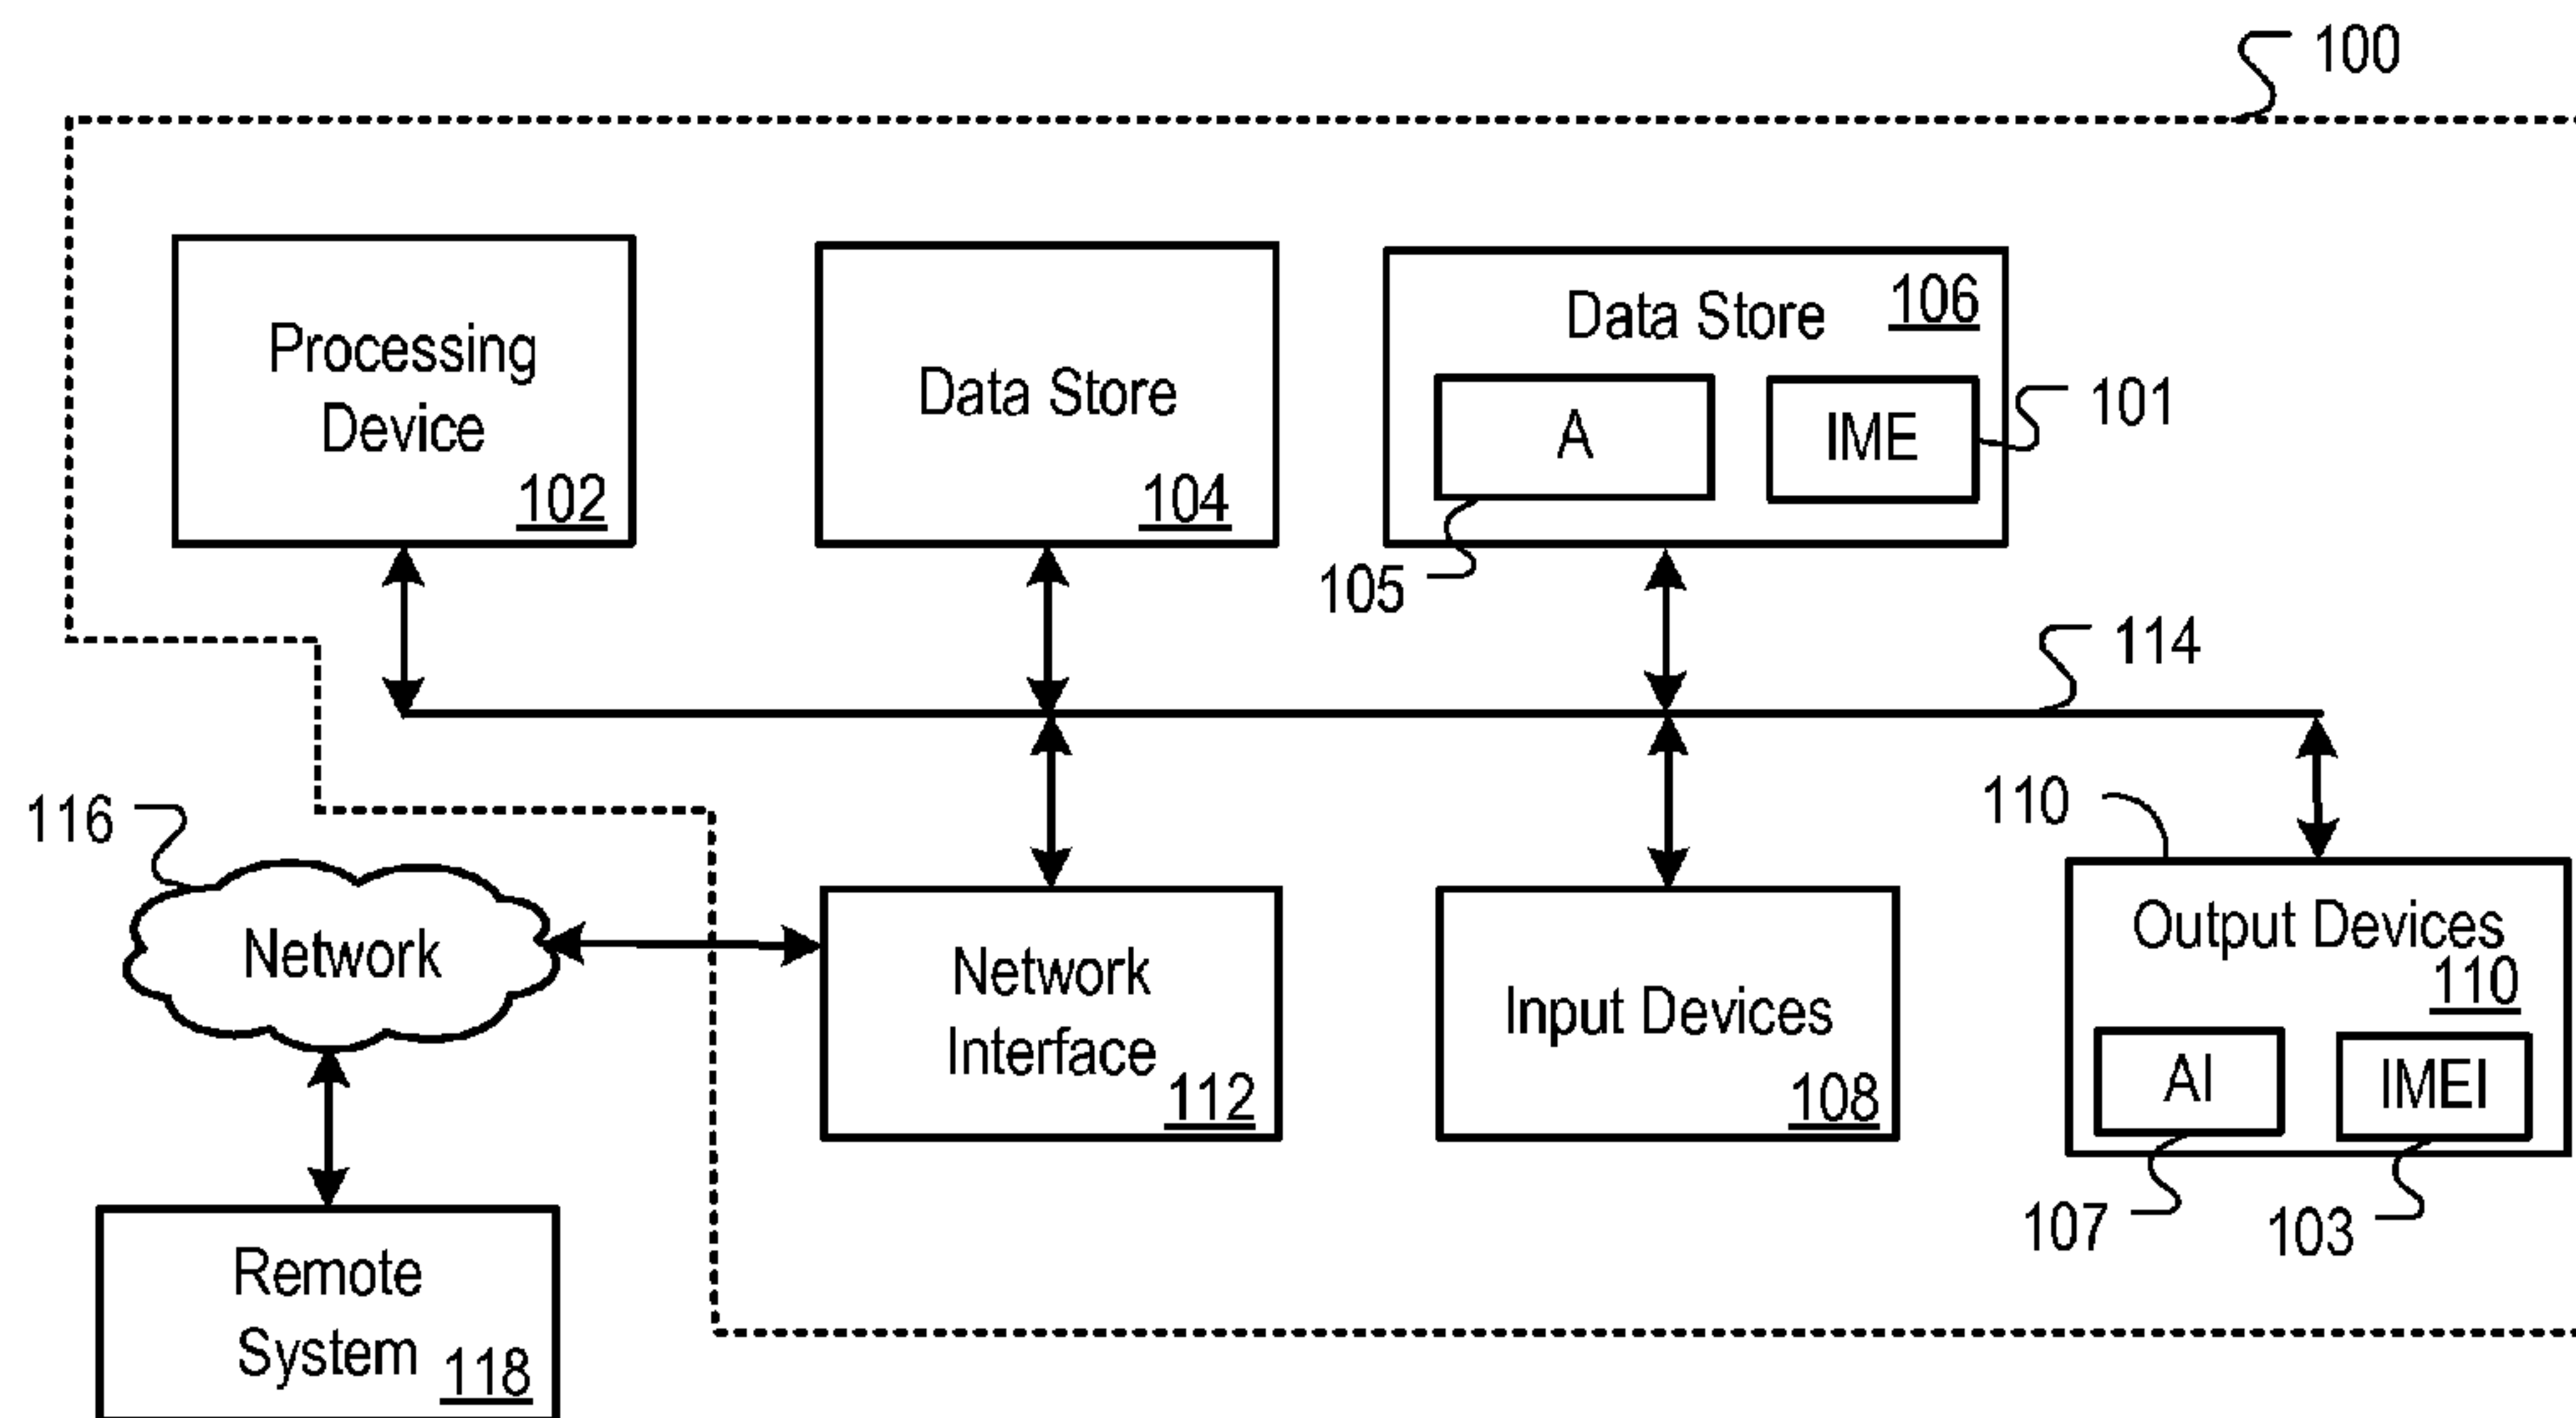 100
Processing
Device
102
Data Store
104
Data Store
106
A
IME
101
105
114
116
Network
Network
Interface
112
Input Devices
108
110
Output Devices
110
AI
IMEI
107
103
Remote
System
118